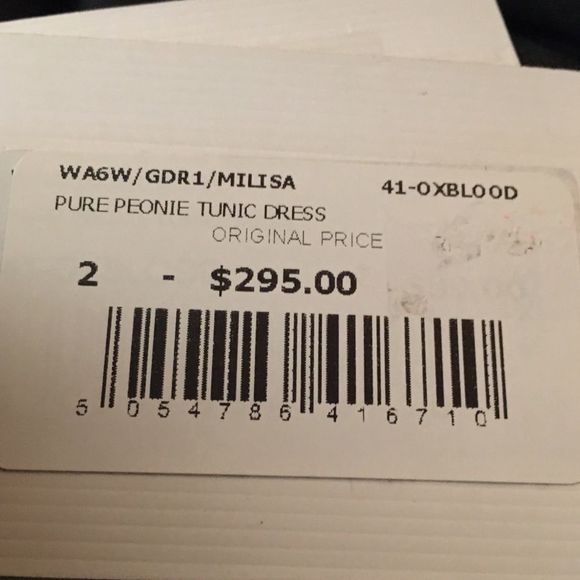 WA6W/GDR1/MILISA 41-OXBLOOD
PURE PEONIE TUNIC DRESS
ORIGINAL PRICE
2 - $295.00
5 054786 416710